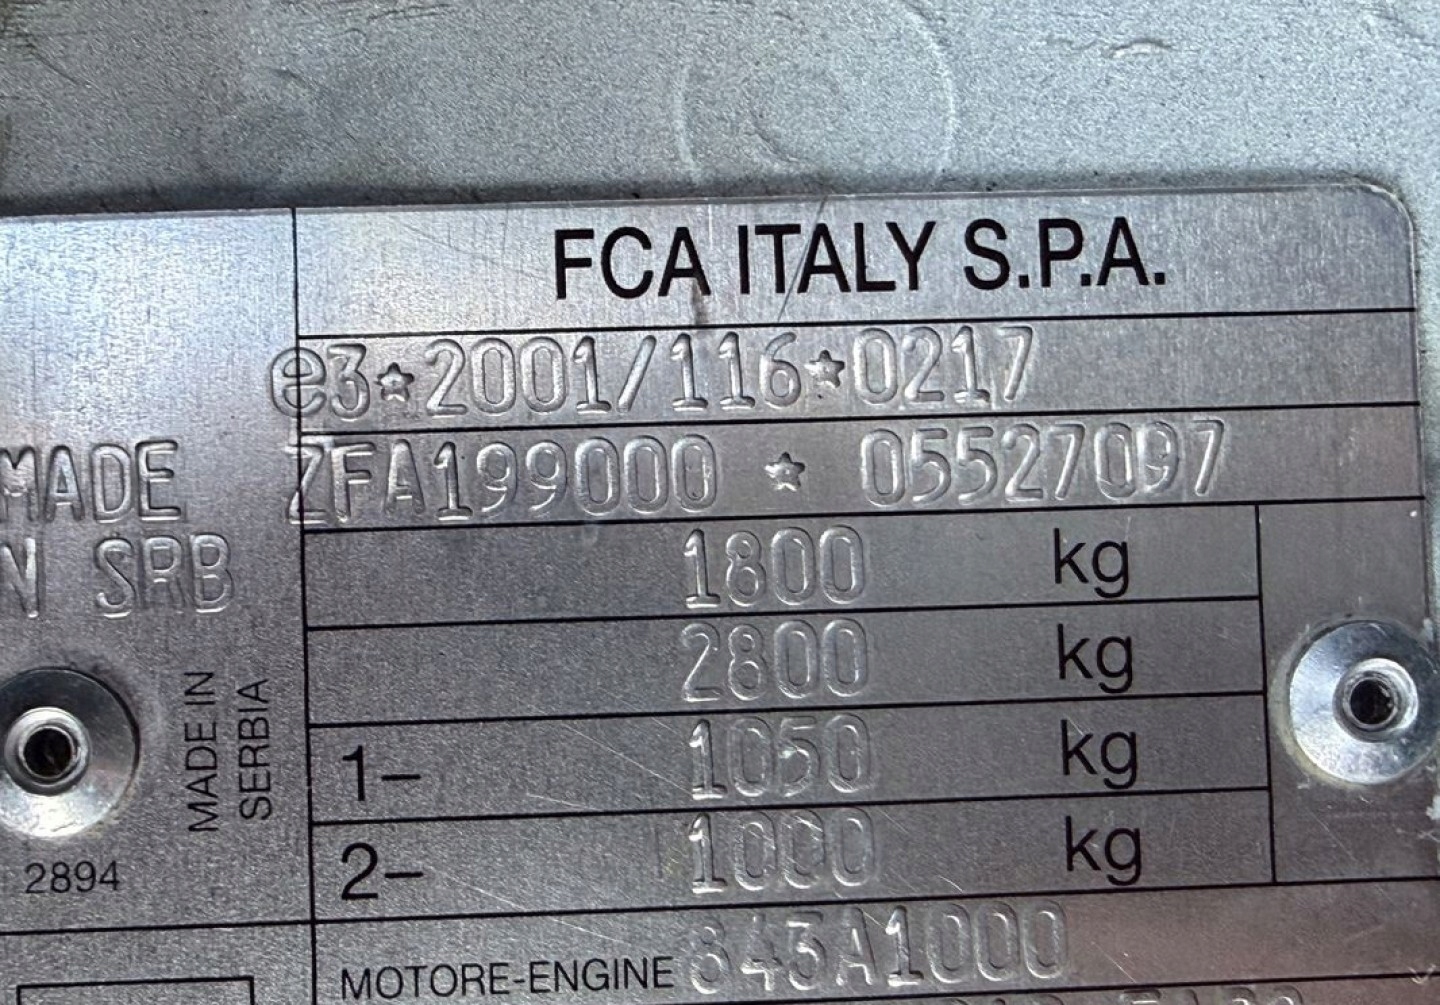 FCA ITALY S.P.A.
e3*2001/116*0217
ZFA199000 * 05527097
MADE
N SRB
1800 kg
2800 kg
1- 1050 kg
2- 1000 kg
MADE IN
SERBIA
2894
MOTORE-ENGINE 843A1000